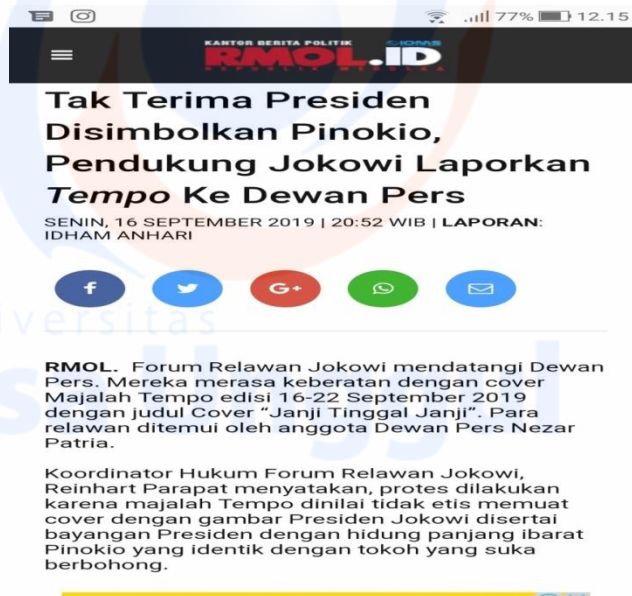 77% 12.15
KANTOR BERITA POLITIK
RMOL.ID
REPUBLIK MERDEKA
Tak Terima Presiden
Disimbolkan Pinokio,
Pendukung Jokowi Laporkan
Tempo Ke Dewan Pers
SENIN, 16 SEPTEMBER 2019 | 20:52 WIB | LAPORAN:
IDHAM ANHARI
f
G+
versitas
RMOL. Forum Relawan Jokowi mendatangi Dewan
Pers. Mereka merasa keberatan dengan cover
Majalah Tempo edisi 16-22 September 2019
dengan judul Cover “Janji Tinggal Janji”. Para
relawan ditemui oleh anggota Dewan Pers Nezar
Patria.
Koordinator Hukum Forum Relawan Jokowi,
Reinhart Parapat menyatakan, protes dilakukan
karena majalah Tempo dinilai tidak etis memuat
cover dengan gambar Presiden Jokowi disertai
bayangan Presiden dengan hidung panjang ibarat
Pinokio yang identik dengan tokoh yang suka
berbohong.